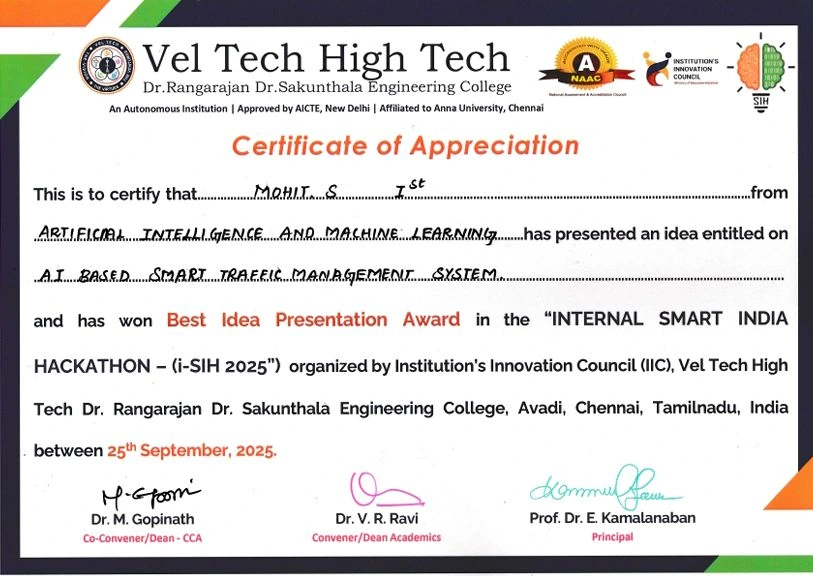 Vel Tech High Tech
Dr.Rangarajan Dr.Sakunthala Engineering College
An Autonomous Institution | Approved by AICTE, New Delhi | Affiliated to Anna University, Chennai
NAAC
National Assessment & Accreditation Council
INSTITUTION'S
INNOVATION
COUNCIL
SIH
Certificate of Appreciation
This is to certify that MOHIT. S Ist from
ARTIFICIAL INTELLIGENCE AND MACHINE LEARNING has presented an idea entitled on
AI BASED SMART TRAFFIC MANAGEMENT SYSTEM.
and has won Best Idea Presentation Award in the “INTERNAL SMART INDIA
HACKATHON – (i-SIH 2025”) organized by Institution’s Innovation Council (IIC), Vel Tech High
Tech Dr. Rangarajan Dr. Sakunthala Engineering College, Avadi, Chennai, Tamilnadu, India
between 25th September, 2025.
Dr. M. Gopinath
Co-Convener/Dean - CCA
Dr. V. R. Ravi
Convener/Dean Academics
Prof. Dr. E. Kamalanaban
Principal